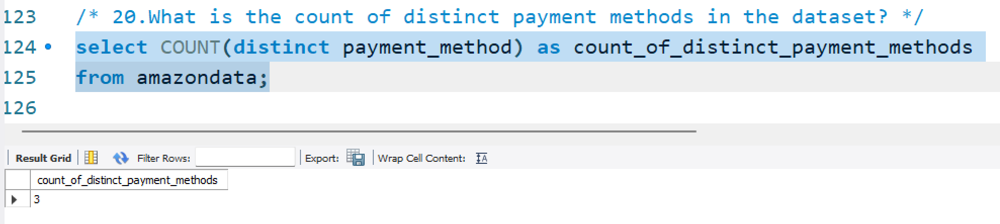 123 /* 20.What is the count of distinct payment methods in the dataset? */
124 select COUNT(distinct payment_method) as count_of_distinct_payment_methods
125 from amazondata;
126
Result Grid Filter Rows: Export: Wrap Cell Content:
count_of_distinct_payment_methods
3